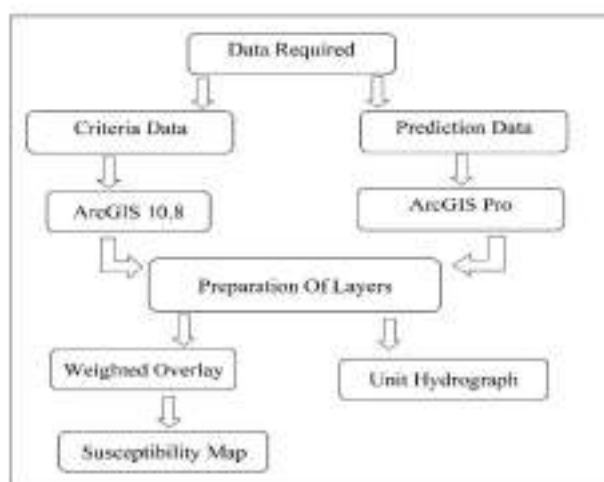 Data Required
Criteria Data
Prediction Data
ArcGIS 10.8
ArcGIS Pro
Preparation Of Layers
Weighted Overlay
Unit Hydrograph
Susceptibility Map